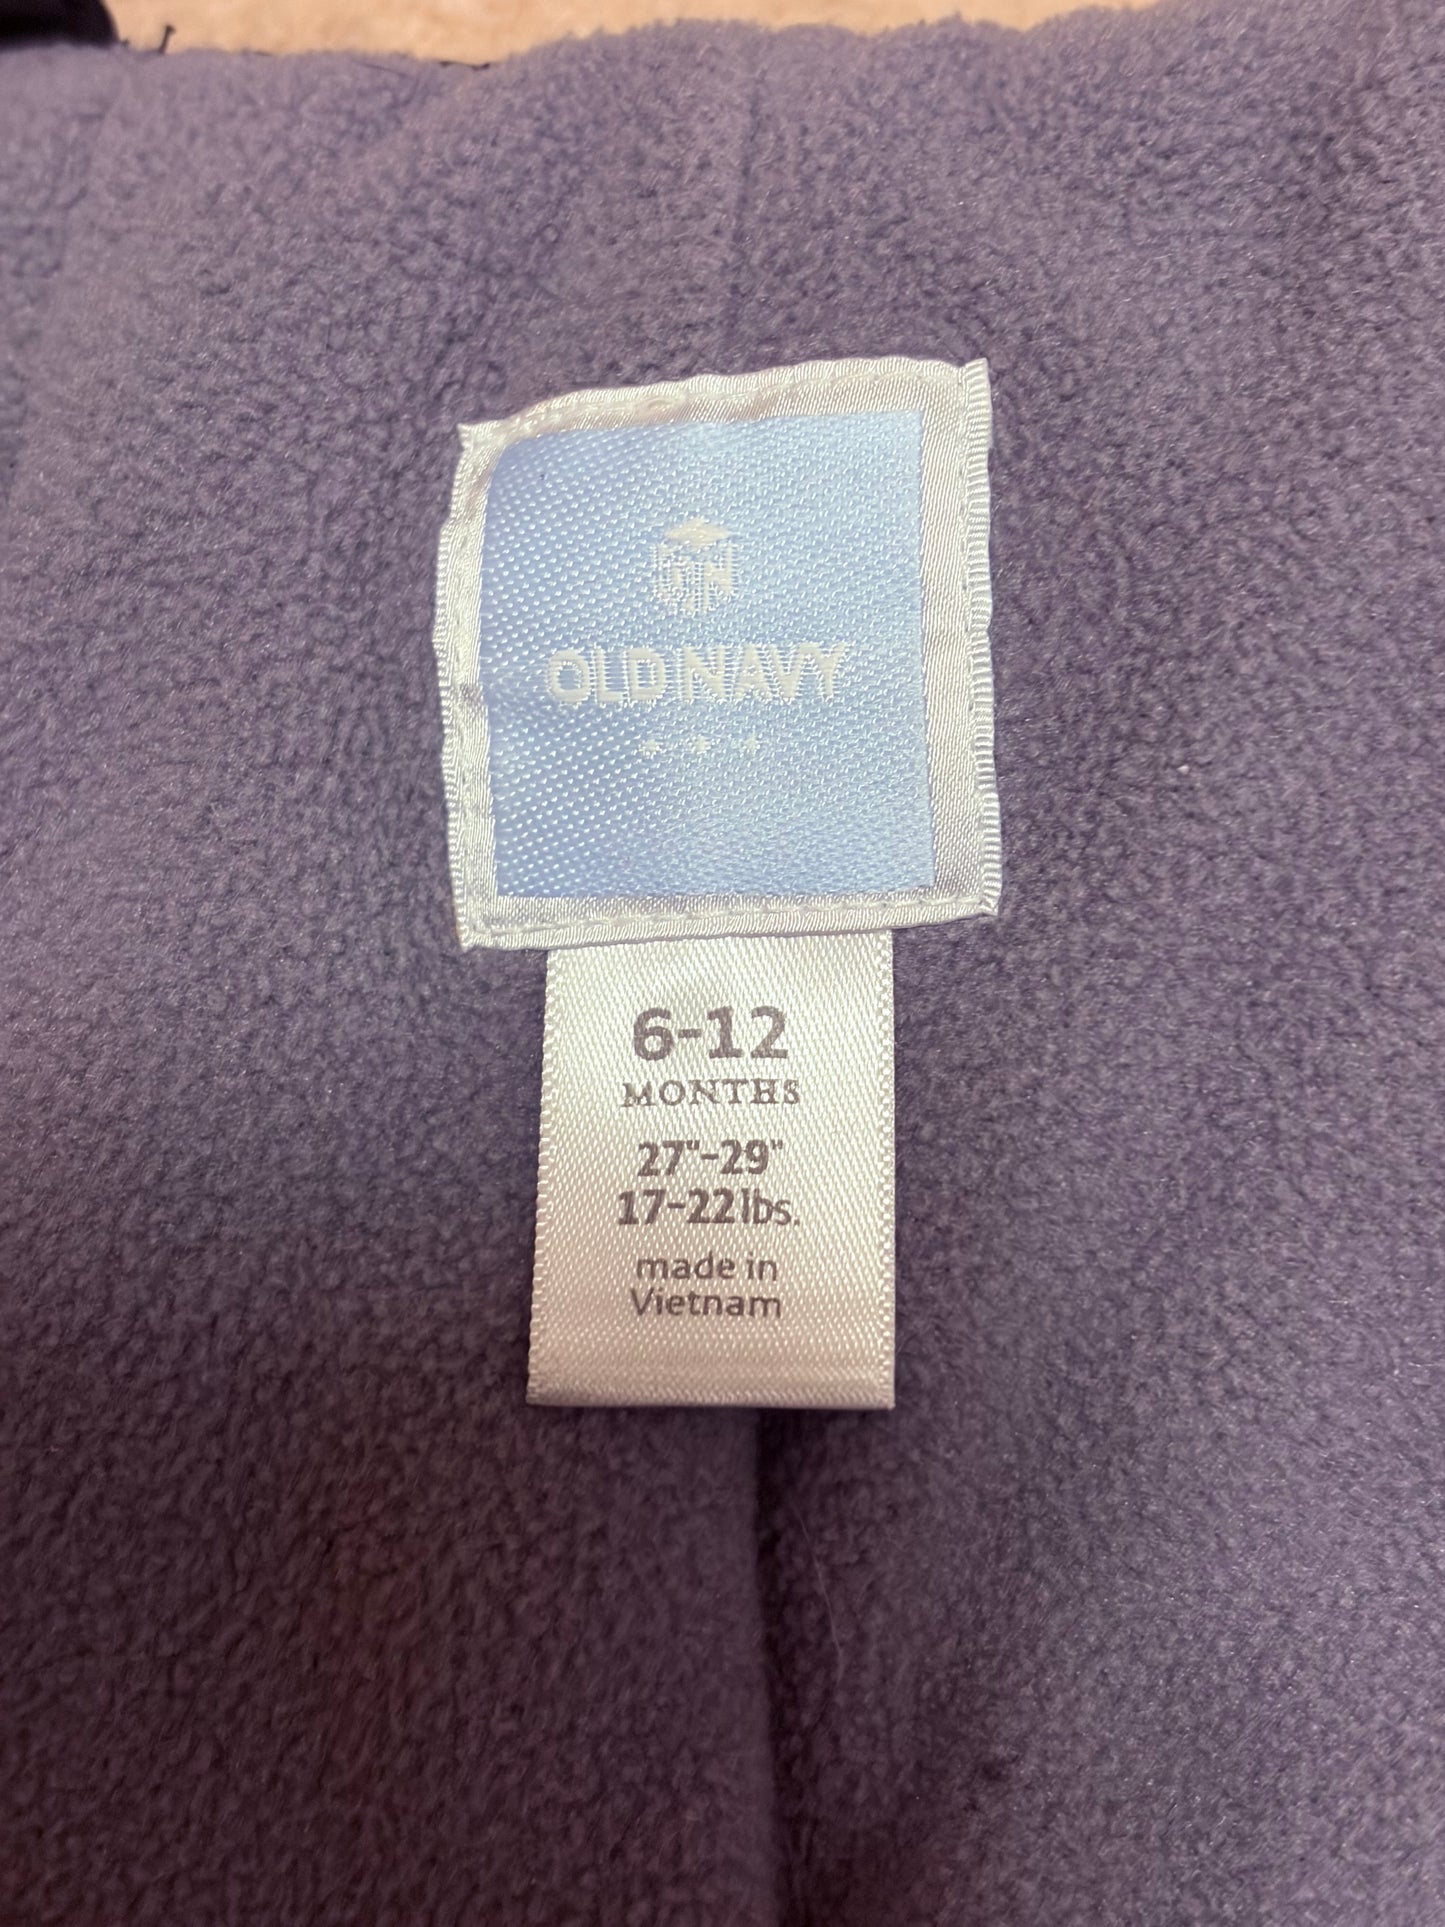 ON
OLD NAVY
6-12
MONTHS
27"-29"
17-22 lbs.
made in
Vietnam